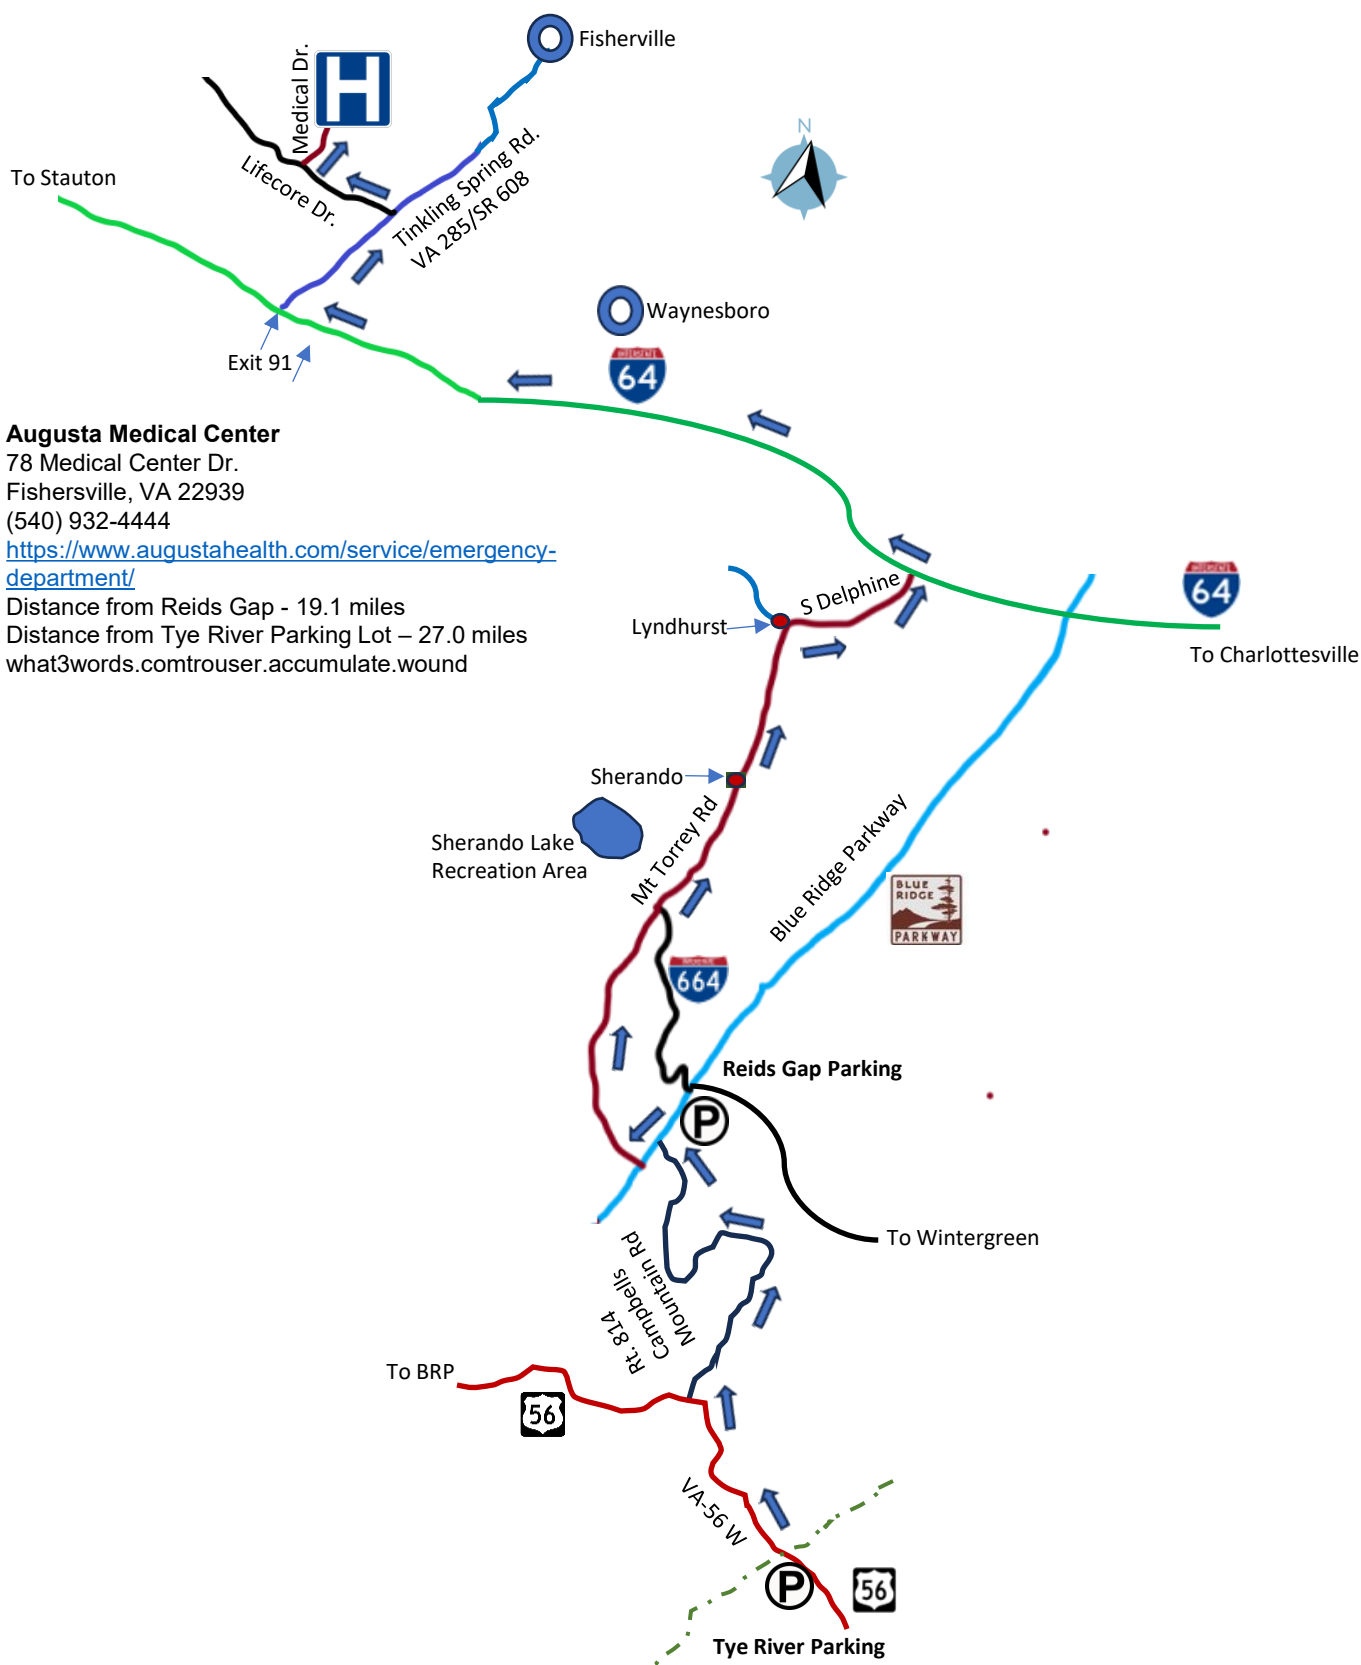 Fisherville
Medical Dr.
H
N
To Stauton
Lifecore Dr.
Tinkling Spring Rd.
VA 285/SR 608
Waynesboro
Exit 91
64
Augusta Medical Center
78 Medical Center Dr.
Fishersville, VA 22939
(540) 932-4444
https://www.augustahealth.com/service/emergency-
department/
Distance from Reids Gap - 19.1 miles
Distance from Tye River Parking Lot – 27.0 miles
what3words.comtrouser.accumulate.wound
S Delphine
64
Lyndhurst
To Charlottesville
Sherando
Mt Torrey Rd
Sherando Lake
Recreation Area
Blue Ridge Parkway
BLUE
RIDGE
PARKWAY
664
Reids Gap Parking
P
To Wintergreen
Rt. 814
Campbells
Mountain Rd
To BRP
56
VA-56 W
P
56
Tye River Parking